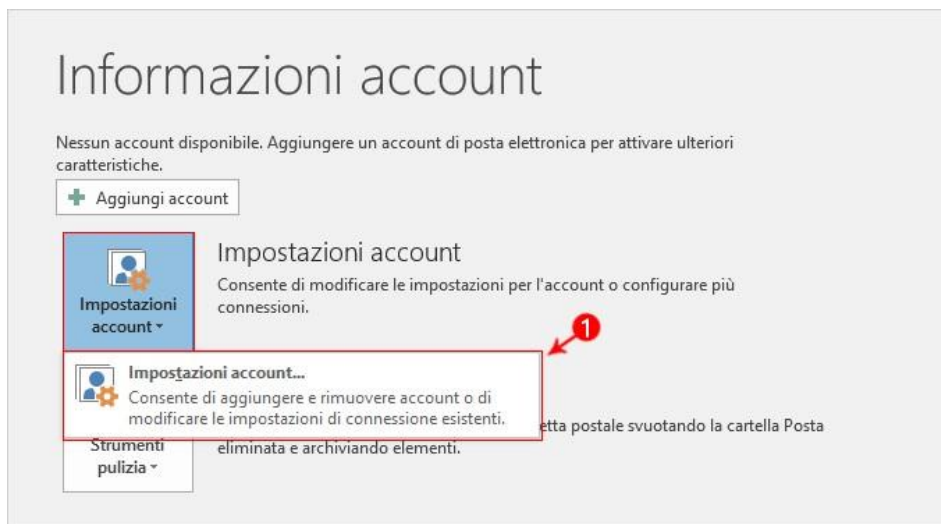 Informazioni account
Nessun account disponibile. Aggiungere un account di posta elettronica per attivare ulteriori
caratteristiche.
Aggiungi account
Impostazioni
account
Impostazioni account
Consente di modificare le impostazioni per l'account o configurare più
connessioni.
1
Impostazioni account...
Consente di aggiungere e rimuovere account o di
modificare le impostazioni di connessione esistenti.
Strumenti
pulizia
postale svuotando la cartella Posta
eliminata e archiviando elementi.